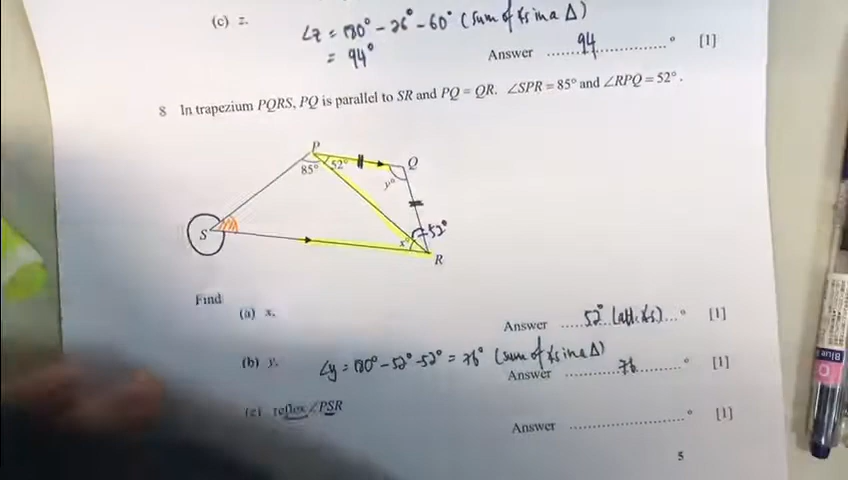 (c) z.
∠z = 180° - 26° - 60° (sum of ∠s in a Δ)
= 94°
Answer ........94................° [1]
8 In trapezium PQRS, PQ is parallel to SR and PQ = QR. ∠SPR = 85° and ∠RPQ = 52°.
P
85° 52° Q
y°
S x° 52°
R
Find
(a) x,
Answer .....52° (alt. ∠s)....° [1]
(b) y,
∠y = 180° - 52° - 52° = 76° (sum of ∠s in a Δ)
Answer ..........76..........° [1]
(c) reflex ∠PSR
Answer ......................° [1]
5
Blue